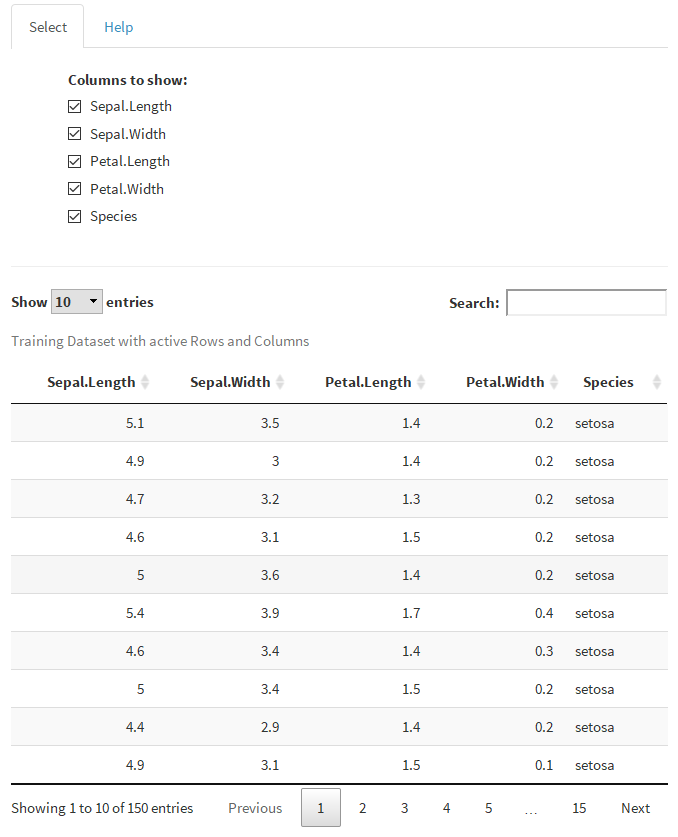 Select Help
Columns to show:
Sepal.Length
Sepal.Width
Petal.Length
Petal.Width
Species
Show 10 entries Search:
Training Dataset with active Rows and Columns
Sepal.Length Sepal.Width Petal.Length Petal.Width Species
5.1 3.5 1.4 0.2 setosa
4.9 3 1.4 0.2 setosa
4.7 3.2 1.3 0.2 setosa
4.6 3.1 1.5 0.2 setosa
5 3.6 1.4 0.2 setosa
5.4 3.9 1.7 0.4 setosa
4.6 3.4 1.4 0.3 setosa
5 3.4 1.5 0.2 setosa
4.4 2.9 1.4 0.2 setosa
4.9 3.1 1.5 0.1 setosa
Showing 1 to 10 of 150 entries Previous 1 2 3 4 5 … 15 Next